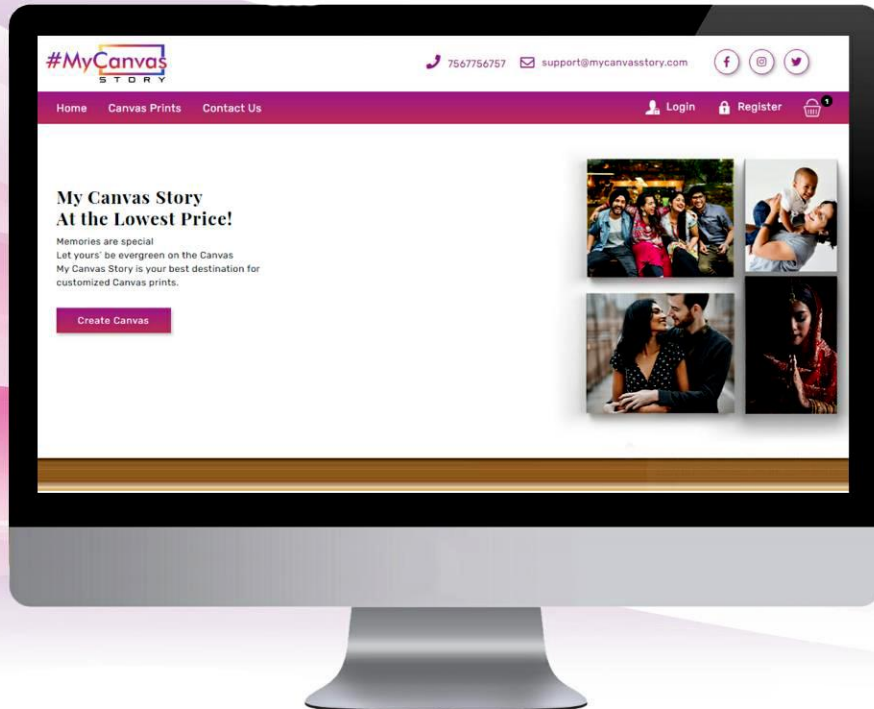 #MyCanvas
STORY
7567756757
support@mycanvasstory.com
Home Canvas Prints Contact Us
Login Register 1
My Canvas Story
At the Lowest Price!
Memories are special
Let yours' be evergreen on the Canvas
My Canvas Story is your best destination for
customized Canvas prints.
Create Canvas